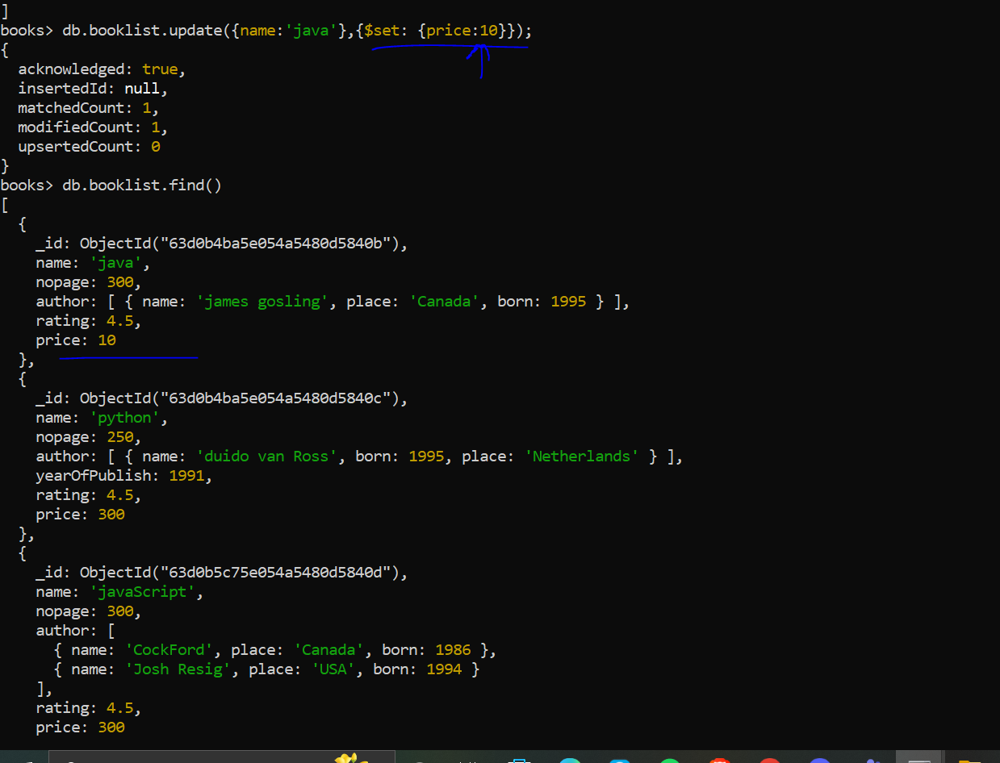 ]
books> db.booklist.update({name:'java'},{$set: {price:10}});
{
  acknowledged: true,
  insertedId: null,
  matchedCount: 1,
  modifiedCount: 1,
  upsertedCount: 0
}
books> db.booklist.find()
[
  {
    _id: ObjectId("63d0b4ba5e054a5480d5840b"),
    name: 'java',
    nopage: 300,
    author: [ { name: 'james gosling', place: 'Canada', born: 1995 } ],
    rating: 4.5,
    price: 10
  },
  {
    _id: ObjectId("63d0b4ba5e054a5480d5840c"),
    name: 'python',
    nopage: 250,
    author: [ { name: 'duido van Ross', born: 1995, place: 'Netherlands' } ],
    yearOfPublish: 1991,
    rating: 4.5,
    price: 300
  },
  {
    _id: ObjectId("63d0b5c75e054a5480d5840d"),
    name: 'javaScript',
    nopage: 300,
    author: [
      { name: 'CockFord', place: 'Canada', born: 1986 },
      { name: 'Josh Resig', place: 'USA', born: 1994 }
    ],
    rating: 4.5,
    price: 300